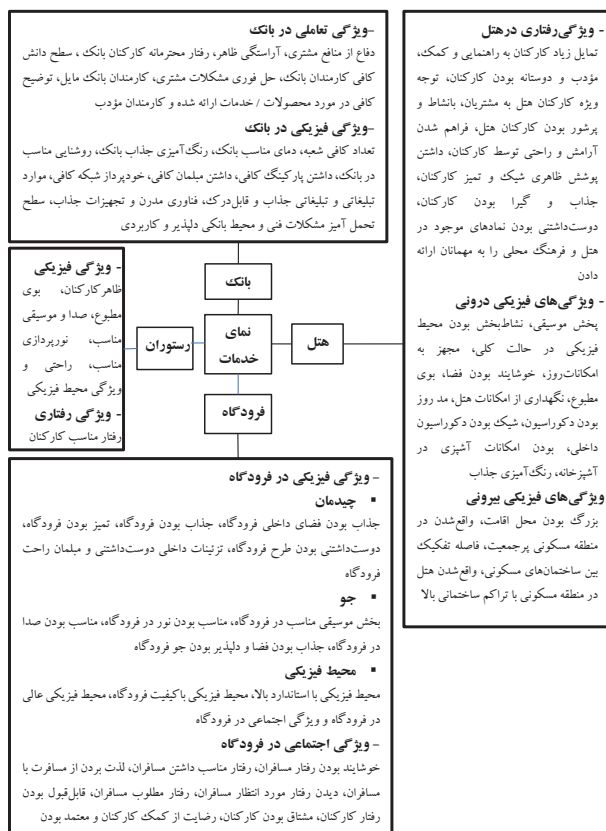 -ویژگی تعاملی در بانک
دفاع از منافع مشتری، آراستگی ظاهر، رفتار محترمانه کارکنان بانک ، سطح دانش
کافی کارمندان بانک، حل فوری مشکلات مشتری، کارمندان بانک مایل، توضیح
کافی در مورد محصولات / خدمات ارائه شده و کارمندان مؤدب
-ویژگی فیزیکی در بانک
تعداد کافی شعبه، دمای مناسب بانک، رنگ‌آمیزی جذاب بانک، روشنایی مناسب
در بانک، داشتن پارکینگ کافی، داشتن مبلمان کافی، خودپرداز شبکه کافی، موارد
تبلیغاتی و تبلیغاتی جذاب و قابل‌درک، فناوری مدرن و تجهیزات جذاب، سطح
تحمل آمیز مشکلات فنی و محیط بانکی دلپذیر و کاربردی
- ویژگی‌رفتاری درهتل
تمایل زیاد کارکنان به راهنمایی و کمک،
مؤدب و دوستانه بودن کارکنان، توجه
ویژه کارکنان هتل به مشتریان، بانشاط و
پرشور بودن کارکنان هتل، فراهم شدن
آرامش و راحتی توسط کارکنان، داشتن
پوشش ظاهری شیک و تمیز کارکنان،
جذاب و گیرا بودن کارکنان،
دوست‌داشتنی بودن نمادهای موجود در
هتل و فرهنگ محلی را به مهمانان ارائه
دادن
- ویژگی‌های فیزیکی درونی
پخش موسیقی، نشاط‌بخش بودن محیط
فیزیکی در حالت کلی، مجهز به
امکانات‌روز، خوشایند بودن فضا، بوی
مطبوع، نگهداری از امکانات هتل، مد روز
بودن دکوراسیون، شیک بودن دکوراسیون
داخلی، بودن امکانات آشپزی در
آشپزخانه، رنگ‌آمیزی جذاب
ویژگی‌های فیزیکی بیرونی
بزرگ بودن محل اقامت، واقع‌شدن در
منطقه مسکونی پرجمعیت، فاصله تفکیک
بین ساختمان‌های مسکونی، واقع‌شدن هتل
در منطقه مسکونی با تراکم ساختمانی بالا
بانک
هتل
نمای
خدمات
رستوران
فرودگاه
- ویژگی فیزیکی
ظاهرکارکنان، بوی
مطبوع، صدا و موسیقی
مناسب، نورپردازی
مناسب، راحتی و
ویژگی محیط فیزیکی
- ویژگی رفتاری
رفتار مناسب کارکنان
- ویژگی فیزیکی در فرودگاه
▪ چیدمان
جذاب بودن فضای داخلی فرودگاه، جذاب بودن فرودگاه، تمیز بودن فرودگاه،
دوست‌داشتنی بودن طرح فرودگاه، تزئینات داخلی دوست‌داشتنی و مبلمان راحت
فرودگاه
▪ جو
بخش موسیقی مناسب در فرودگاه، مناسب بودن نور در فرودگاه، مناسب بودن صدا
در فرودگاه، جذاب بودن فضا و دلپذیر بودن جو فرودگاه
▪ محیط فیزیکی
محیط فیزیکی با استاندارد بالا، محیط فیزیکی باکیفیت فرودگاه، محیط فیزیکی عالی
در فرودگاه و ویژگی اجتماعی در فرودگاه
- ویژگی اجتماعی در فرودگاه
خوشایند بودن رفتار مسافران، رفتار مناسب داشتن مسافران، لذت بردن از مسافرت با
مسافران، دیدن رفتار مورد انتظار مسافران، رفتار مطلوب مسافران، قابل‌قبول بودن
رفتار کارکنان، مشتاق بودن کارکنان، رضایت از کمک کارکنان و معتمد بودن